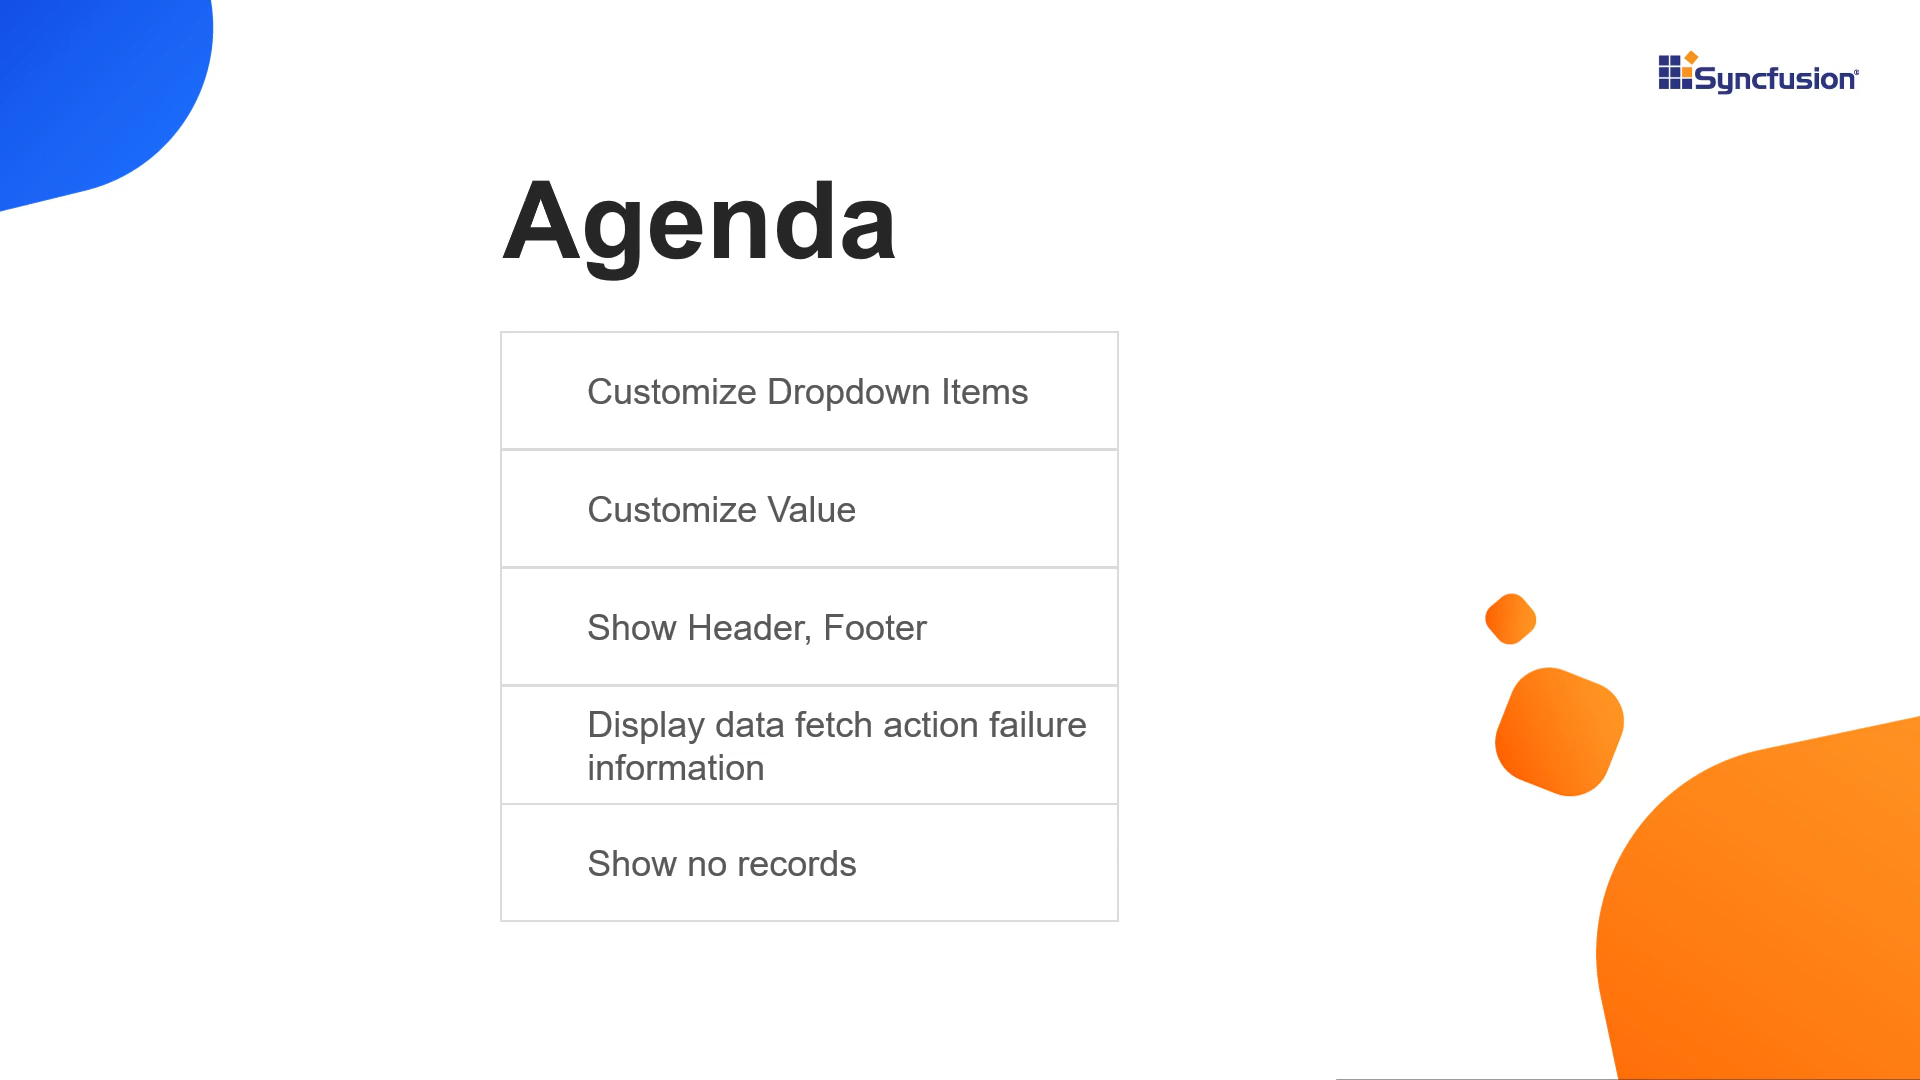 Syncfusion®
Agenda
Customize Dropdown Items
Customize Value
Show Header, Footer
Display data fetch action failure
information
Show no records